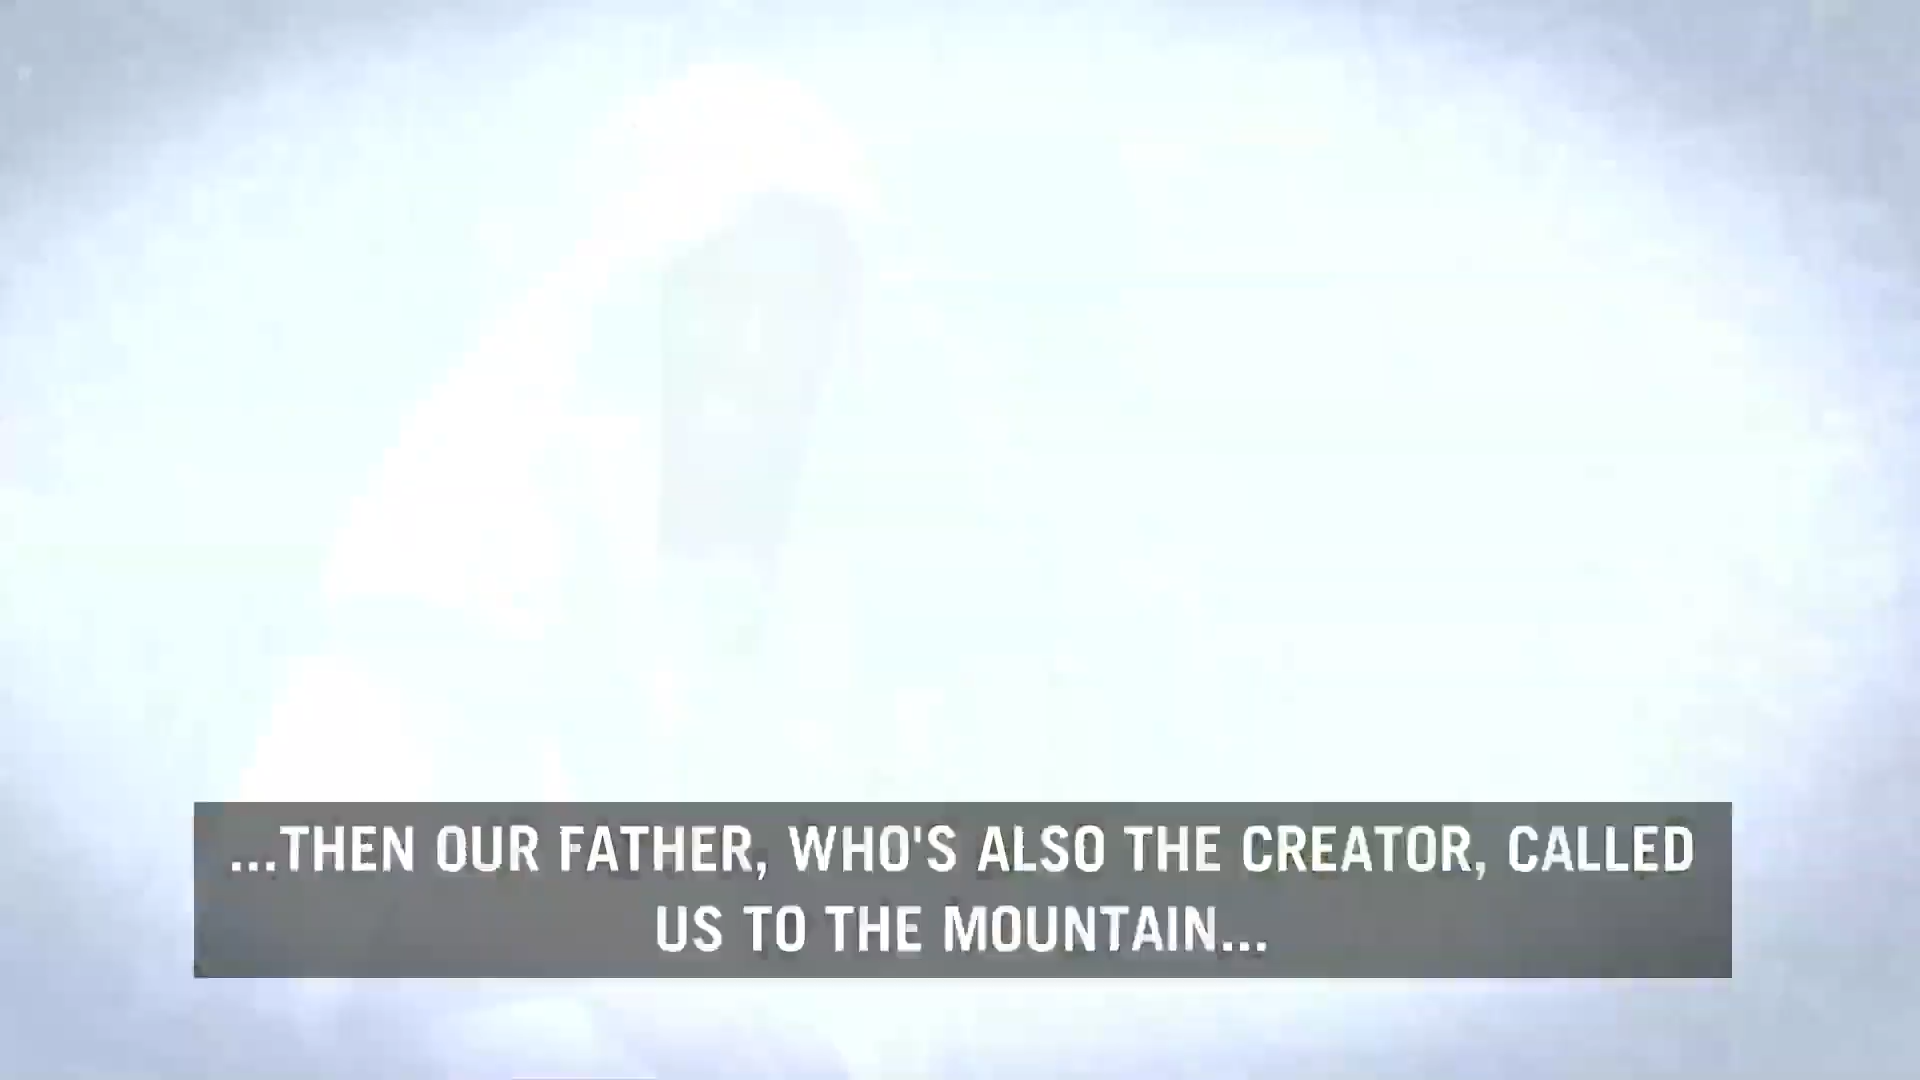 ...THEN OUR FATHER, WHO'S ALSO THE CREATOR, CALLED
US TO THE MOUNTAIN...